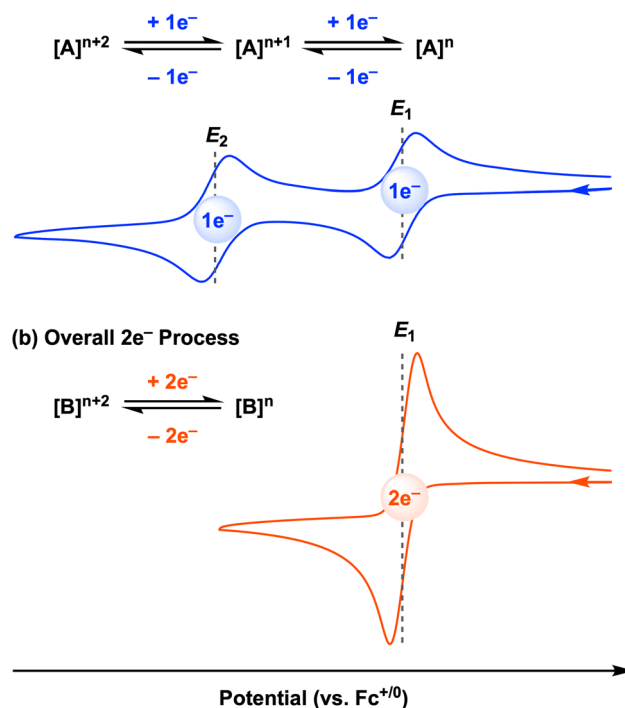 + 1e⁻ + 1e⁻
[A]ⁿ⁺² [A]ⁿ⁺¹ [A]ⁿ
– 1e⁻ – 1e⁻
E₁
E₂
1e⁻
1e⁻
(b) Overall 2e⁻ Process
E₁
+ 2e⁻
[B]ⁿ⁺² [B]ⁿ
– 2e⁻
2e⁻
Potential (vs. Fc⁺ᐟ⁰)